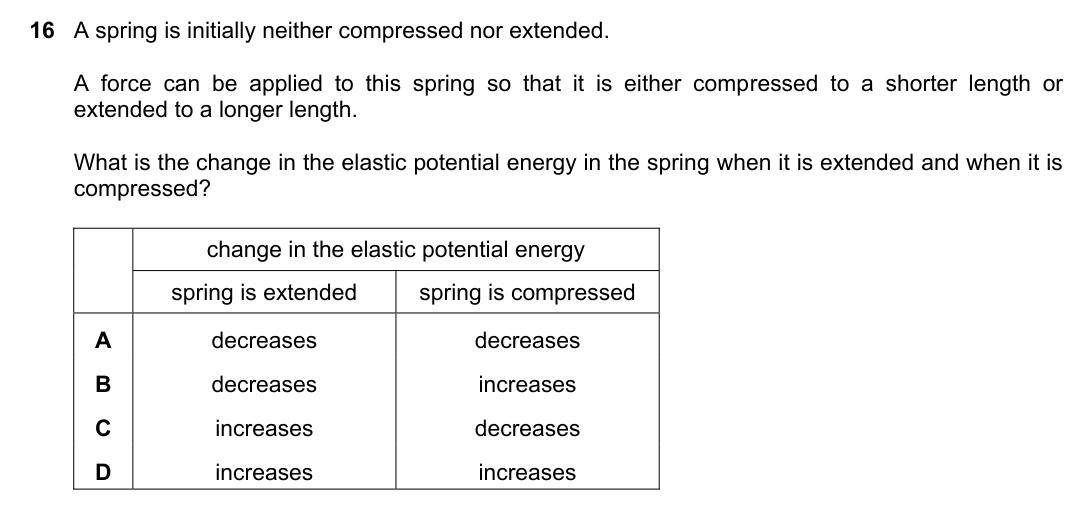 16 A spring is initially neither compressed nor extended.
A force can be applied to this spring so that it is either compressed to a shorter length or
extended to a longer length.
What is the change in the elastic potential energy in the spring when it is extended and when it is
compressed?
change in the elastic potential energy
spring is extended spring is compressed
A decreases decreases
B decreases increases
C increases decreases
D increases increases